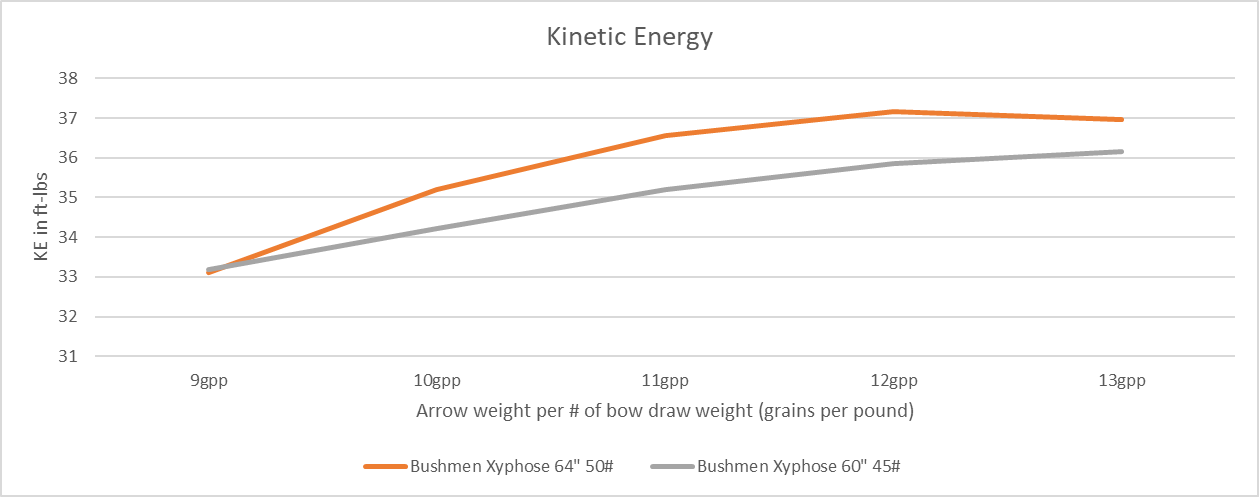 Kinetic Energy
38
37
36
35
34
33
32
31
KE in ft-lbs
9gpp 10gpp 11gpp 12gpp 13gpp
Arrow weight per # of bow draw weight (grains per pound)
Bushmen Xyphose 64" 50# Bushmen Xyphose 60" 45#